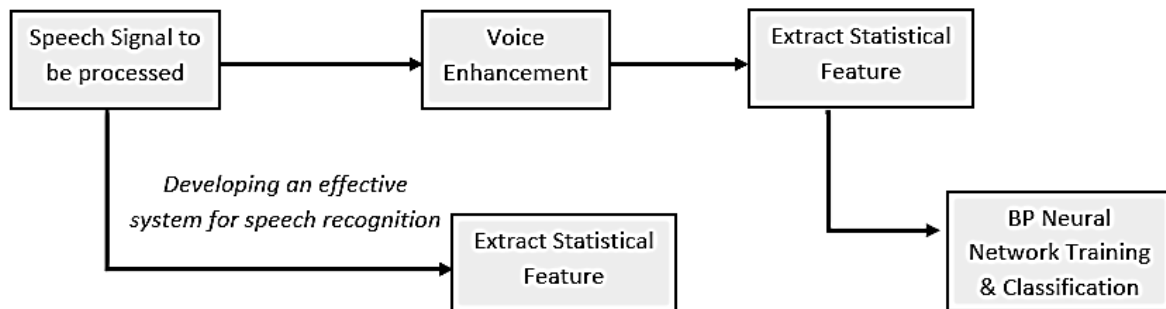 Speech Signal to
be processed
Voice
Enhancement
Extract Statistical
Feature
Developing an effective
system for speech recognition
Extract Statistical
Feature
BP Neural
Network Training
& Classification